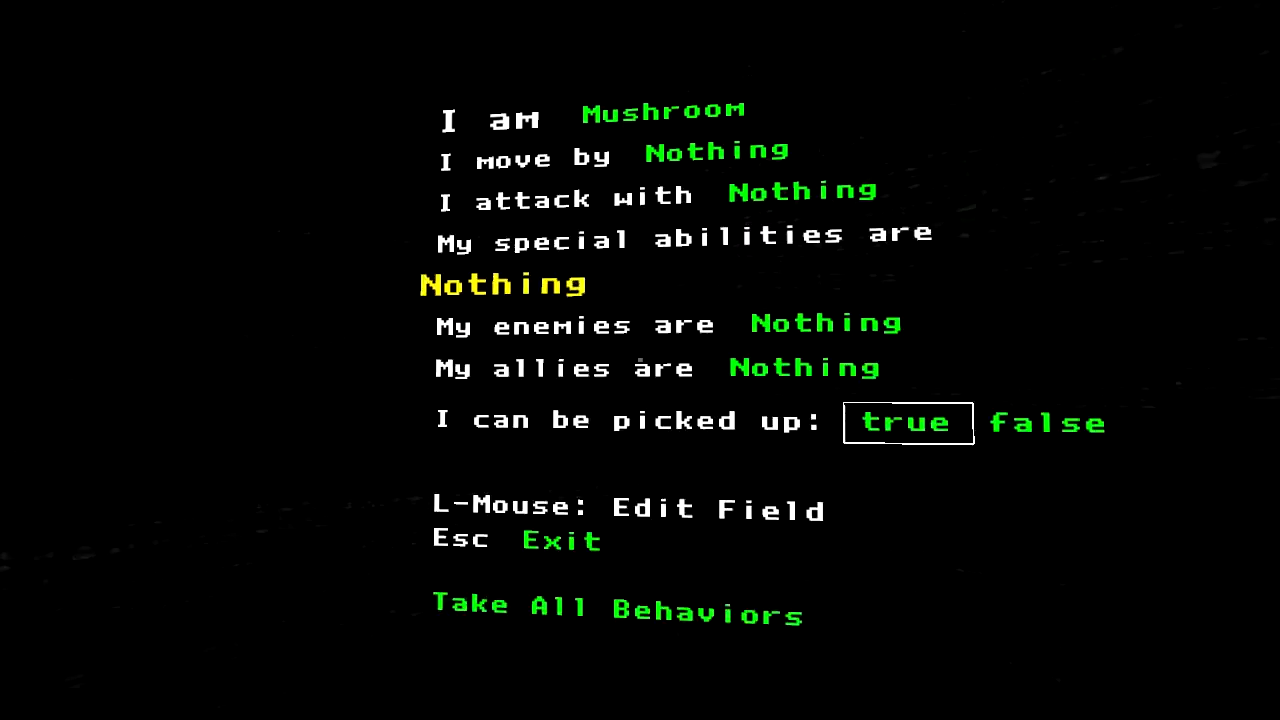 I am Mushroom
I move by Nothing
I attack with Nothing
My special abilities are
Nothing
My enemies are Nothing
My allies are Nothing
I can be picked up: true false
L-Mouse: Edit Field
Esc Exit
Take All Behaviors